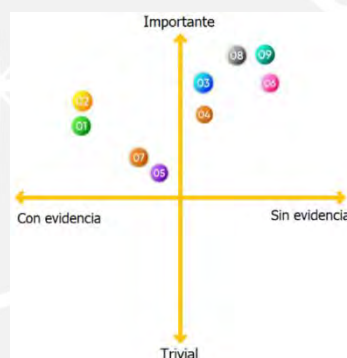 Importante
08 09
03 06
02
04
01
07
05
Con evidencia
Sin evidencia
Trivial